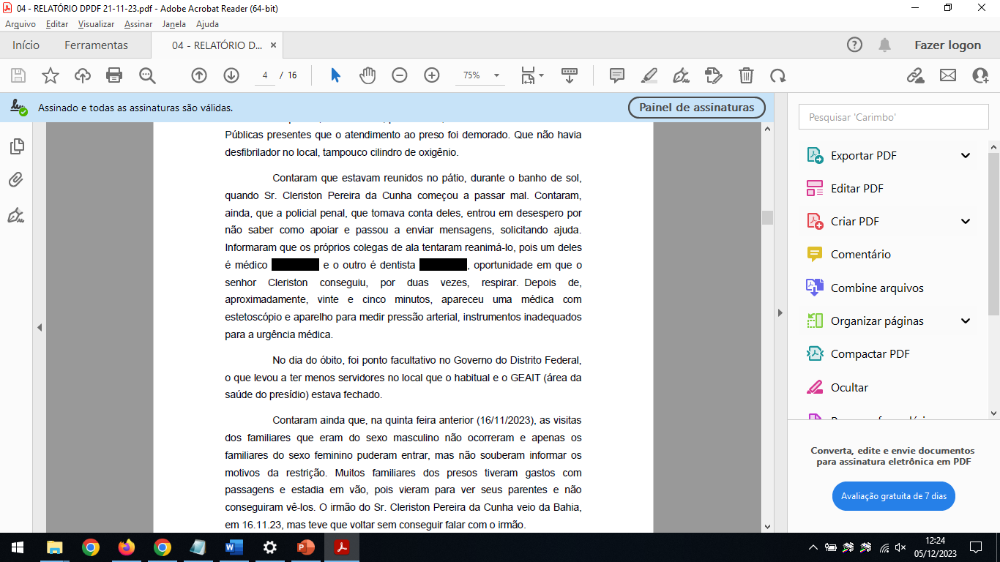 04 - RELATÓRIO DPDF 21-11-23.pdf - Adobe Acrobat Reader (64-bit)
Arquivo Editar Visualizar Assinar Janela Ajuda
Início Ferramentas 04 - RELATÓRIO D... × Fazer logon
4 / 16 75%
Assinado e todas as assinaturas são válidas. Painel de assinaturas
Públicas presentes que o atendimento ao preso foi demorado. Que não havia
desfibrilador no local, tampouco cilindro de oxigênio.
Contaram que estavam reunidos no pátio, durante o banho de sol,
quando Sr. Cleriston Pereira da Cunha começou a passar mal. Contaram,
ainda, que a policial penal, que tomava conta deles, entrou em desespero por
não saber como apoiar e passou a enviar mensagens, solicitando ajuda.
Informaram que os próprios colegas de ala tentaram reanimá-lo, pois um deles
é médico e o outro é dentista , oportunidade em que o
senhor Cleriston conseguiu, por duas vezes, respirar. Depois de,
aproximadamente, vinte e cinco minutos, apareceu uma médica com
estetoscópio e aparelho para medir pressão arterial, instrumentos inadequados
para a urgência médica.
No dia do óbito, foi ponto facultativo no Governo do Distrito Federal,
o que levou a ter menos servidores no local que o habitual e o GEAIT (área da
saúde do presídio) estava fechado.
Contaram ainda que, na quinta feira anterior (16/11/2023), as visitas
dos familiares que eram do sexo masculino não ocorreram e apenas os
familiares do sexo feminino puderam entrar, mas não souberam informar os
motivos da restrição. Muitos familiares dos presos tiveram gastos com
passagens e estadia em vão, pois vieram para ver seus parentes e não
conseguiram vê-los. O irmão do Sr. Cleriston Pereira da Cunha veio da Bahia,
em 16.11.23, mas teve que voltar sem conseguir falar com o irmão.
Pesquisar 'Carimbo'
Exportar PDF
Editar PDF
Criar PDF
Comentário
Combine arquivos
Organizar páginas
Compactar PDF
Ocultar
Converta, edite e envie documentos
para assinatura eletrônica em PDF
Avaliação gratuita de 7 dias
12:24
05/12/2023